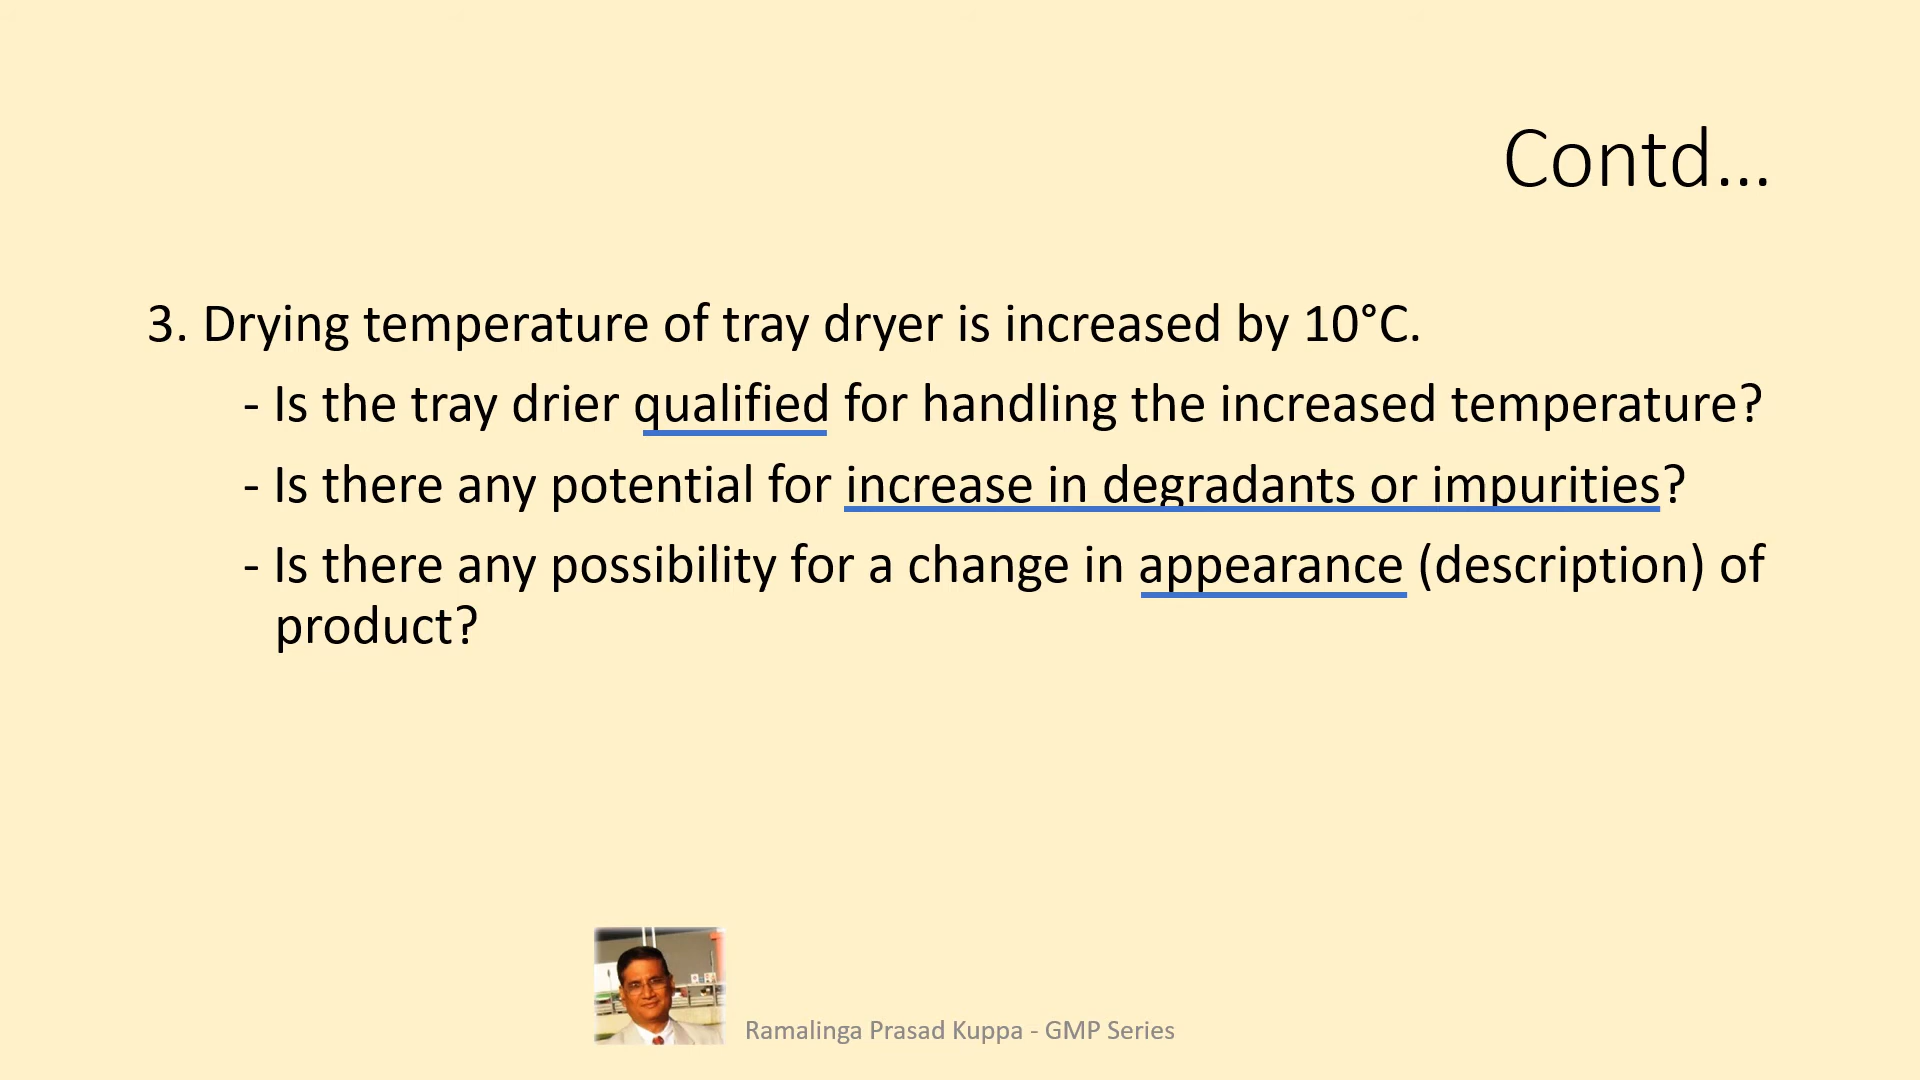 Contd...
3. Drying temperature of tray dryer is increased by 10°C.
- Is the tray drier qualified for handling the increased temperature?
- Is there any potential for increase in degradants or impurities?
- Is there any possibility for a change in appearance (description) of
product?
Ramalinga Prasad Kuppa - GMP Series